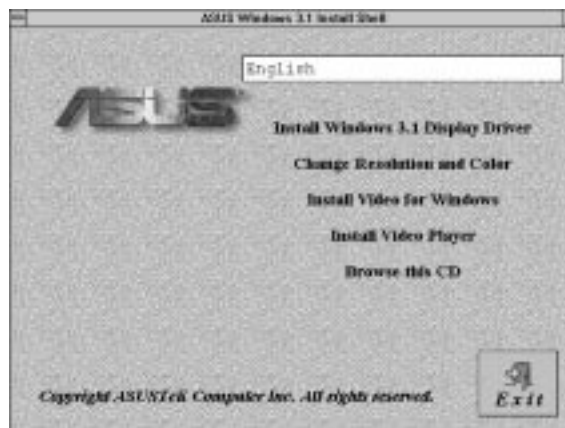 ASUS Windows 3.1 Install Shell
English
ASUS
Install Windows 3.1 Display Driver
Change Resolution and Color
Install Video for Windows
Install Video Player
Browse this CD
Copyright ASUSTeK Computer Inc. All rights reserved.
Exit